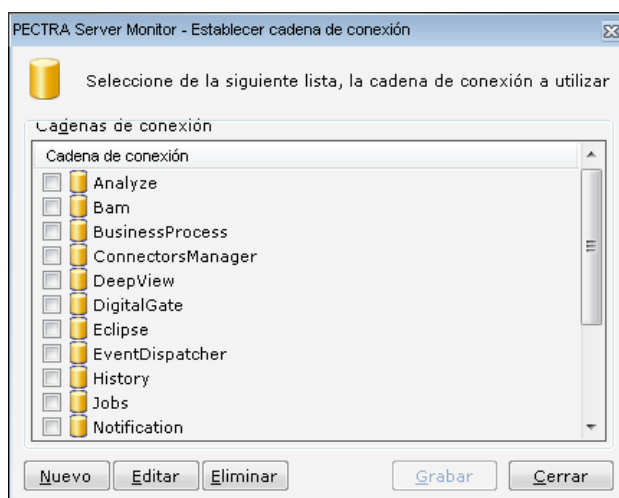 PECTRA Server Monitor - Establecer cadena de conexión
Seleccione de la siguiente lista, la cadena de conexión a utilizar
Cadenas de conexión
Cadena de conexión
Analyze
Bam
BusinessProcess
ConnectorsManager
DeepView
DigitalGate
Eclipse
EventDispatcher
History
Jobs
Notification
Nuevo Editar Eliminar Grabar Cerrar